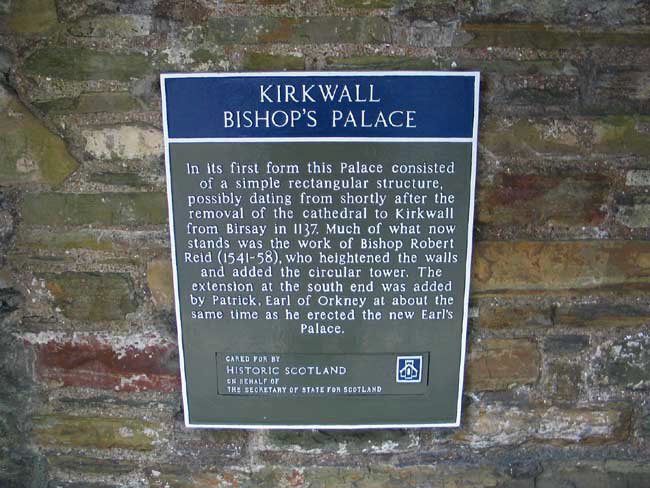 KIRKWALL
BISHOP'S PALACE
In its first form this Palace consisted
of a simple rectangular structure,
possibly dating from shortly after the
removal of the cathedral to Kirkwall
from Birsay in 1137. Much of what now
stands was the work of Bishop Robert
Reid (1541-58), who heightened the walls
and added the circular tower. The
extension at the south end was added
by Patrick, Earl of Orkney at about the
same time as he erected the new Earl's
Palace.
CARED FOR BY
HISTORIC SCOTLAND
ON BEHALF OF
THE SECRETARY OF STATE FOR SCOTLAND